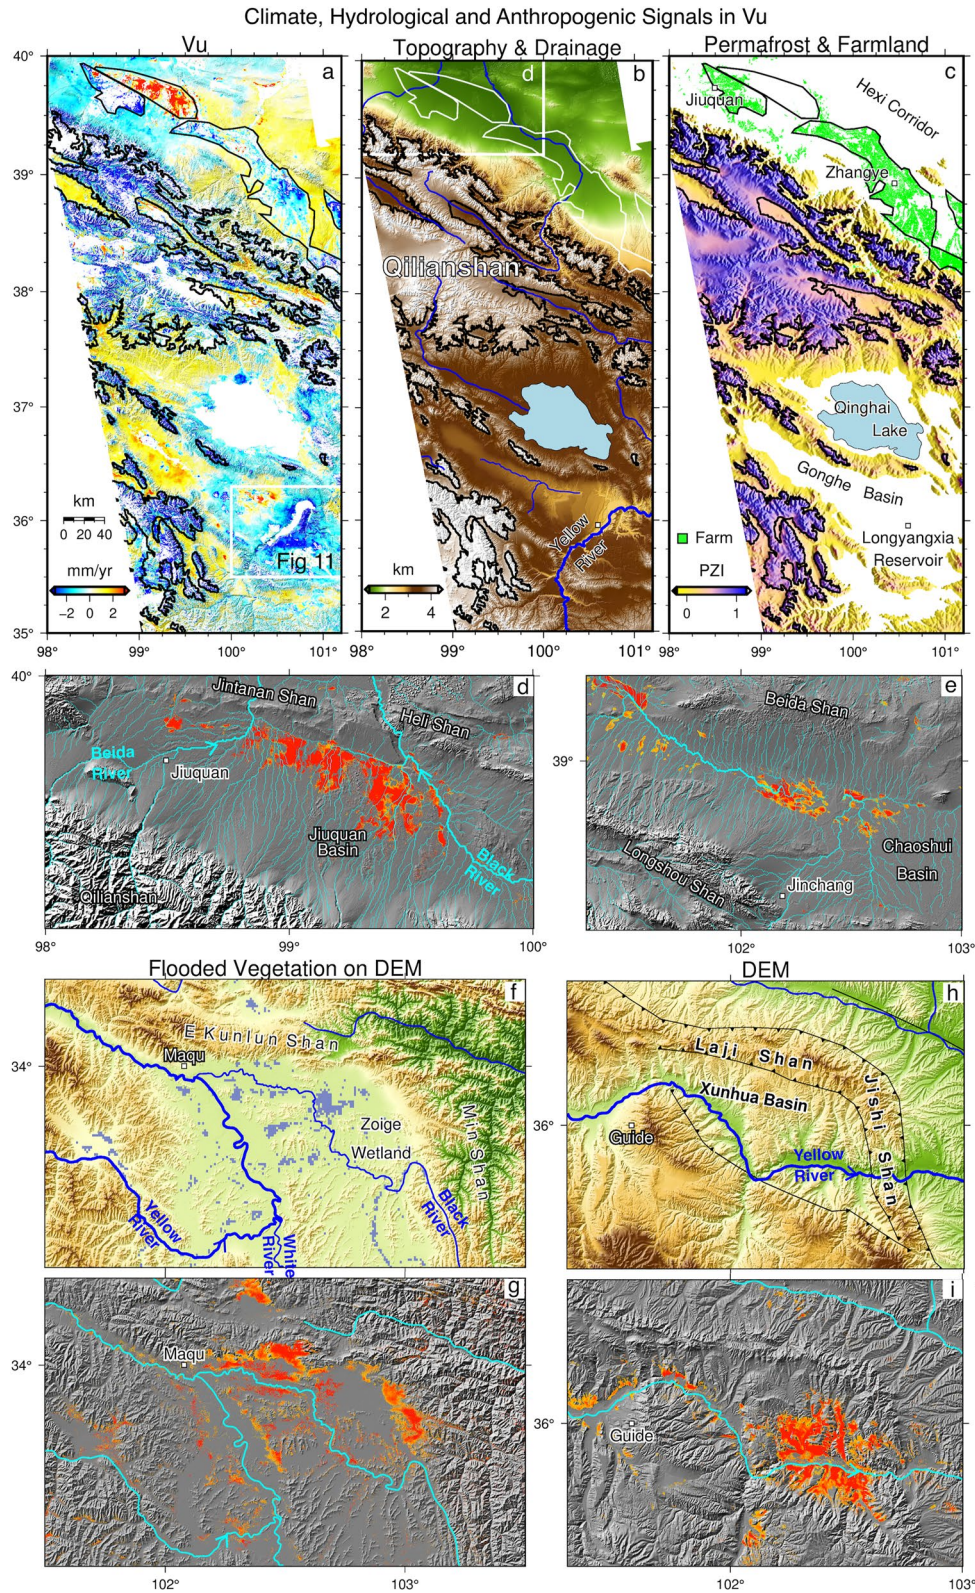 Climate, Hydrological and Anthropogenic Signals in Vu
Vu
Topography & Drainage
Permafrost & Farmland
40°
39°
38°
37°
36°
35°
a
km
0 20 40
mm/yr
−2 0 2
Fig 11
98° 99° 100° 101°
d
b
Qilianshan
Yellow
River
km
2 4
98° 99° 100° 101°
c
Jiuquan
Hexi Corridor
Zhangye
Qinghai
Lake
Gonghe Basin
Longyangxia
Reservoir
Farm
PZI
0 1
98° 99° 100° 101°
40°
d
Jintanan Shan
Heli Shan
Beida
River
Jiuquan
Jiuquan
Basin
Black
River
Qilianshan
98° 99° 100°
e
39°
Beida Shan
Longshou Shan
Jinchang
Chaoshui
Basin
102° 103°
Flooded Vegetation on DEM
f
34°
E Kunlun Shan
Maqu
Zoige
Wetland
Min Shan
Yellow
River
White
River
Black
River
DEM
h
36°
Laji Shan
Jishi Shan
Xunhua Basin
Guide
Yellow
River
g
34°
Maqu
102° 103°
i
36°
Guide
102° 103°